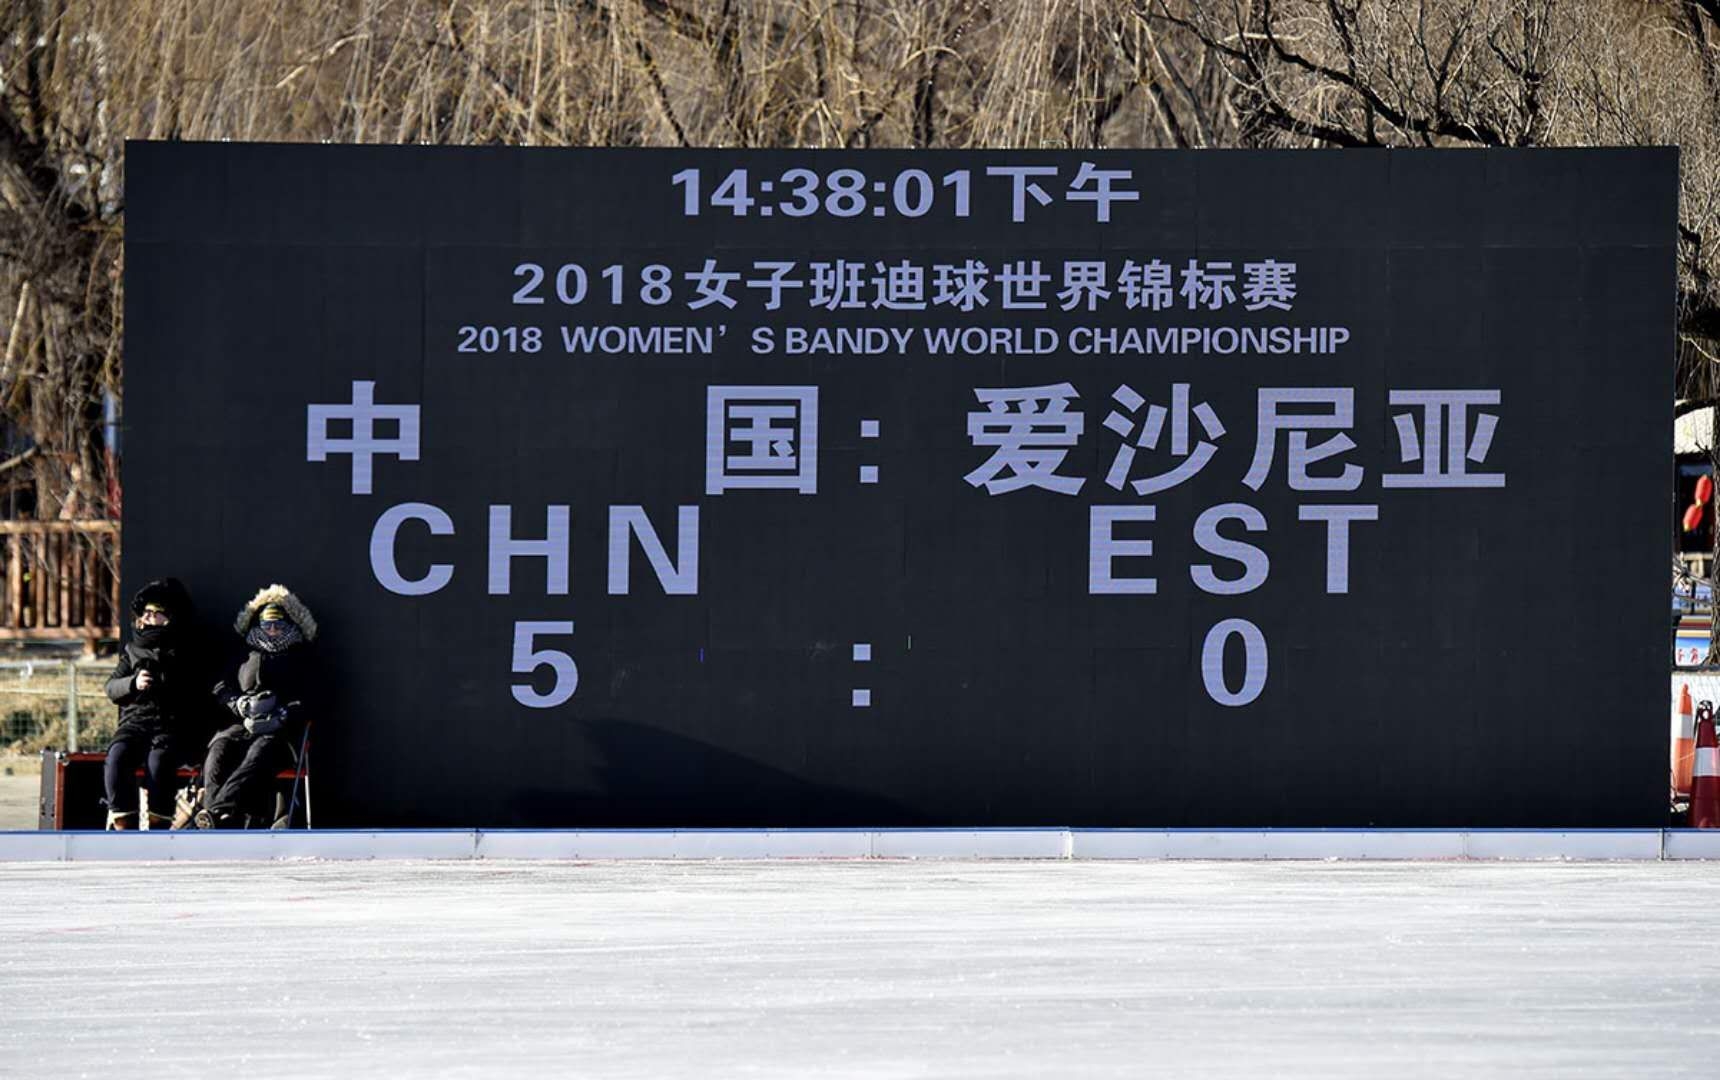 14:38:01下午
2018女子班迪球世界锦标赛
2018 WOMEN’S BANDY WORLD CHAMPIONSHIP
中 国：爱沙尼亚
CHN EST
5 : 0